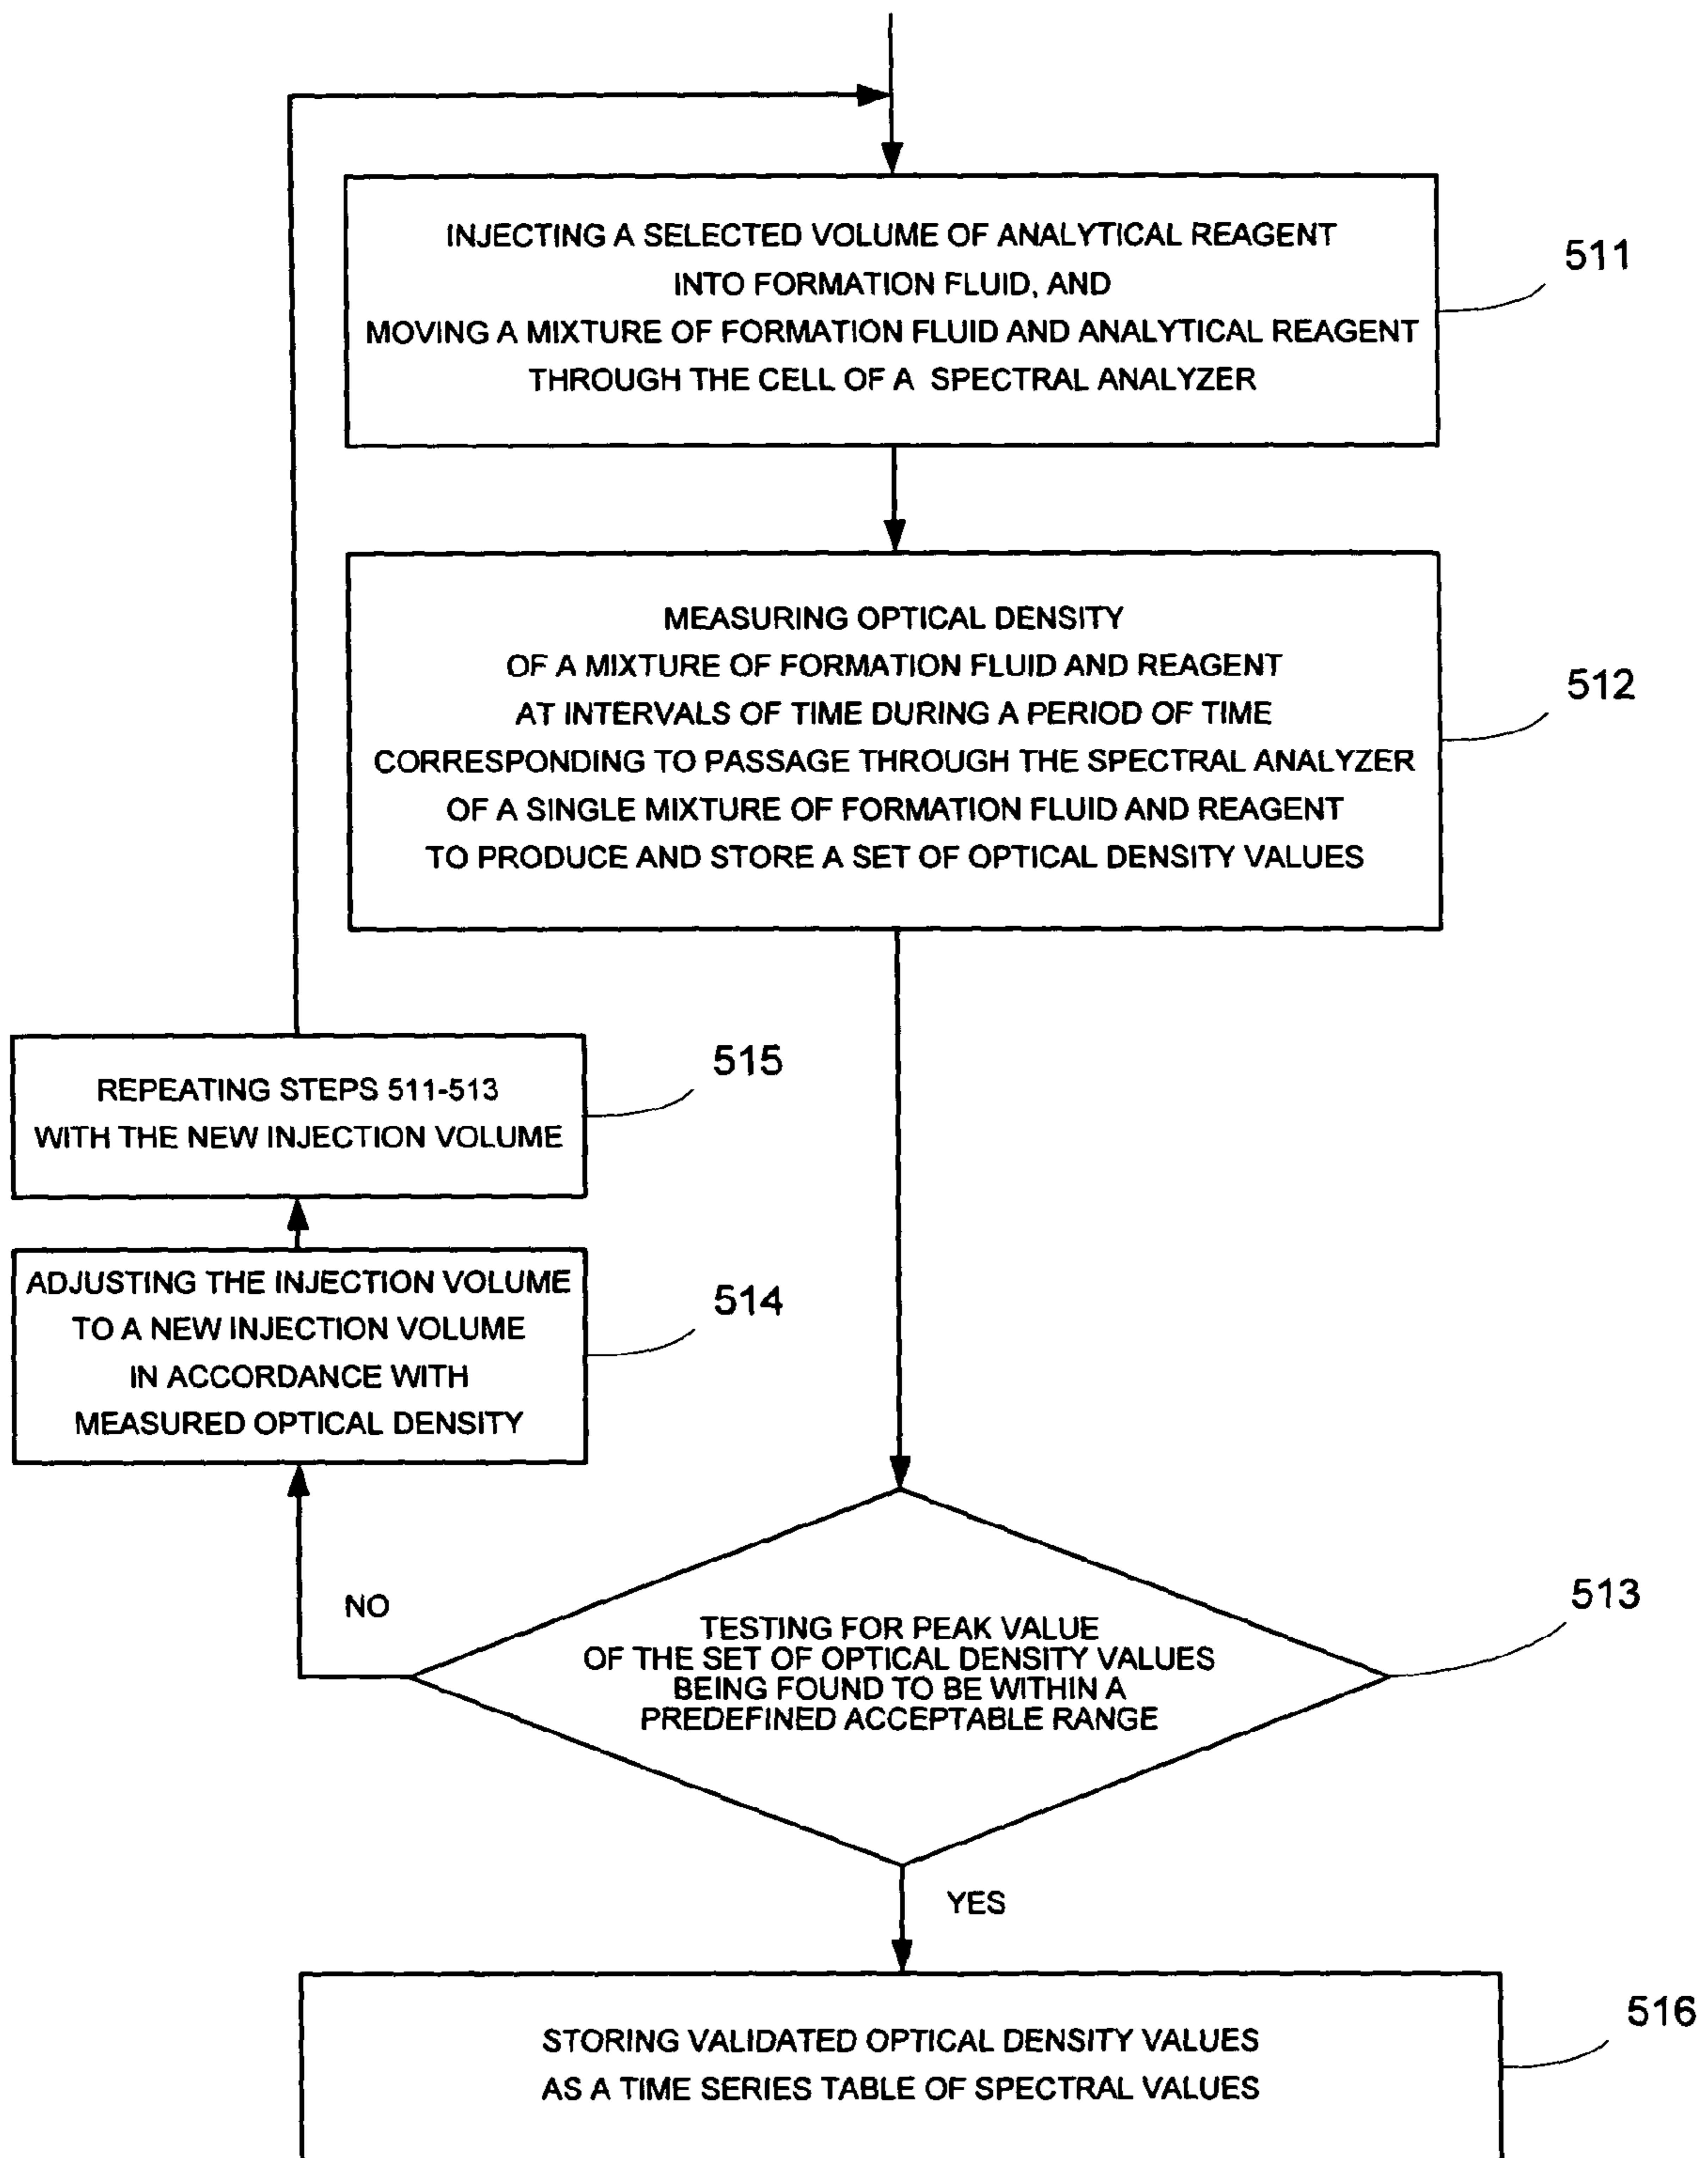 INJECTING A SELECTED VOLUME OF ANALYTICAL REAGENT
INTO FORMATION FLUID, AND
MOVING A MIXTURE OF FORMATION FLUID AND ANALYTICAL REAGENT
THROUGH THE CELL OF A SPECTRAL ANALYZER
511
MEASURING OPTICAL DENSITY
OF A MIXTURE OF FORMATION FLUID AND REAGENT
AT INTERVALS OF TIME DURING A PERIOD OF TIME
CORRESPONDING TO PASSAGE THROUGH THE SPECTRAL ANALYZER
OF A SINGLE MIXTURE OF FORMATION FLUID AND REAGENT
TO PRODUCE AND STORE A SET OF OPTICAL DENSITY VALUES
512
REPEATING STEPS 511-513
WITH THE NEW INJECTION VOLUME
515
ADJUSTING THE INJECTION VOLUME
TO A NEW INJECTION VOLUME
IN ACCORDANCE WITH
MEASURED OPTICAL DENSITY
514
NO
TESTING FOR PEAK VALUE
OF THE SET OF OPTICAL DENSITY VALUES
BEING FOUND TO BE WITHIN A
PREDEFINED ACCEPTABLE RANGE
513
YES
STORING VALIDATED OPTICAL DENSITY VALUES
AS A TIME SERIES TABLE OF SPECTRAL VALUES
516